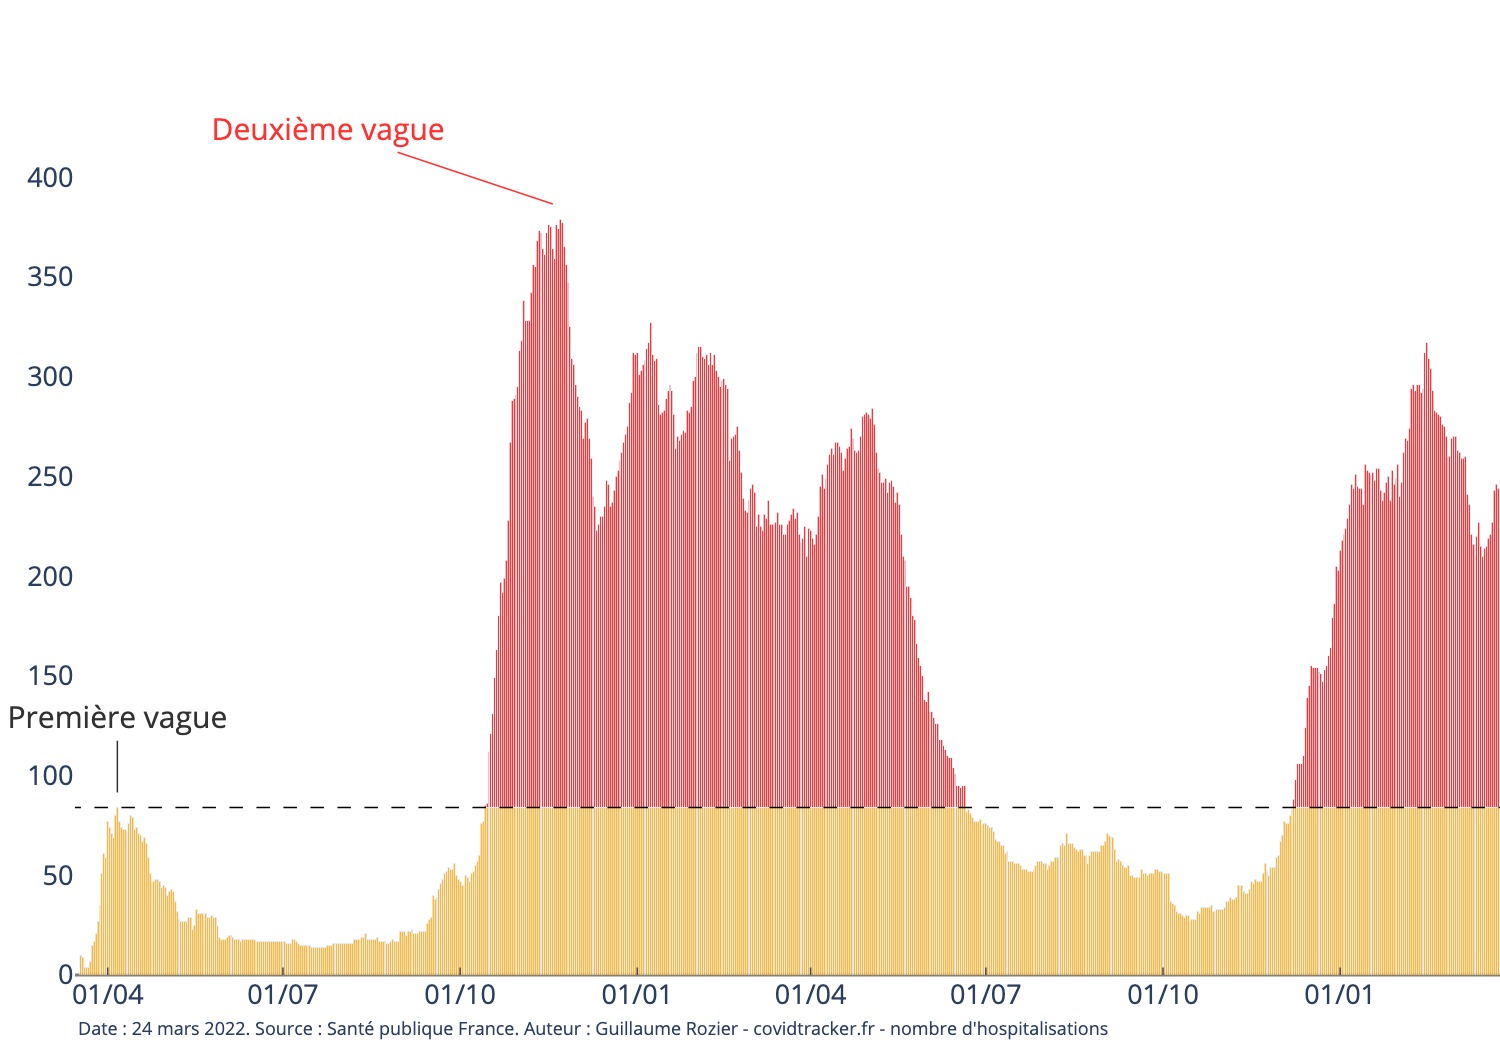 Deuxième vague
400
350
300
250
200
150
Première vague
100
50
0
01/04 01/07 01/10 01/01 01/04 01/07 01/10 01/01
Date : 24 mars 2022. Source : Santé publique France. Auteur : Guillaume Rozier - covidtracker.fr - nombre d'hospitalisations